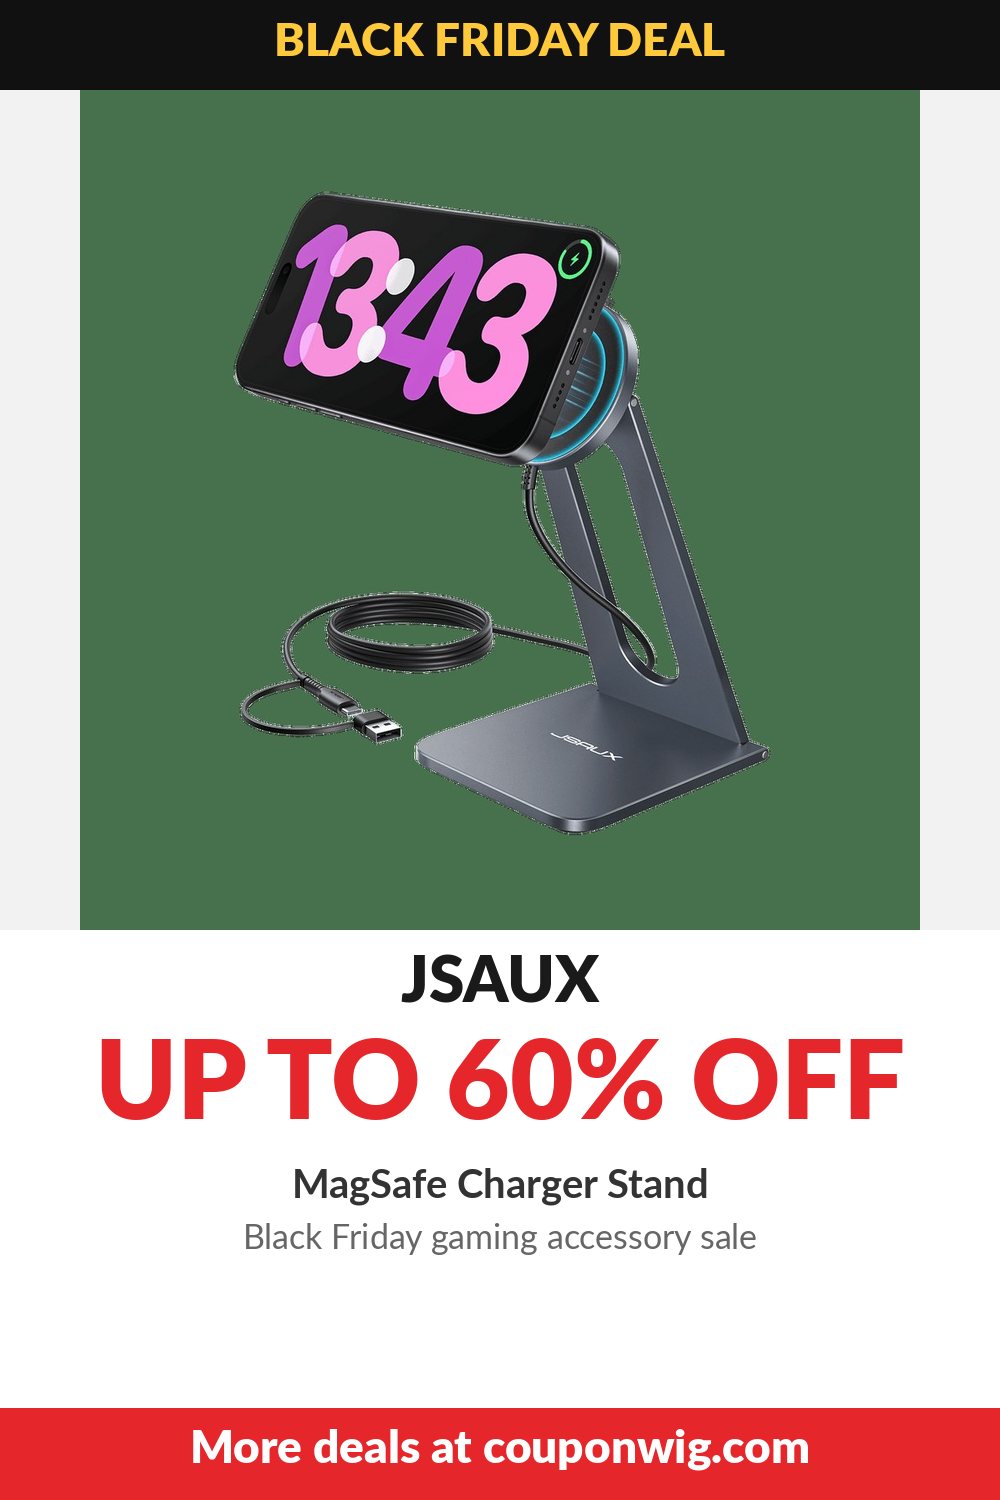 BLACK FRIDAY DEAL
13:43
JSAUX
JSAUX
UP TO 60% OFF
MagSafe Charger Stand
Black Friday gaming accessory sale
More deals at couponwig.com